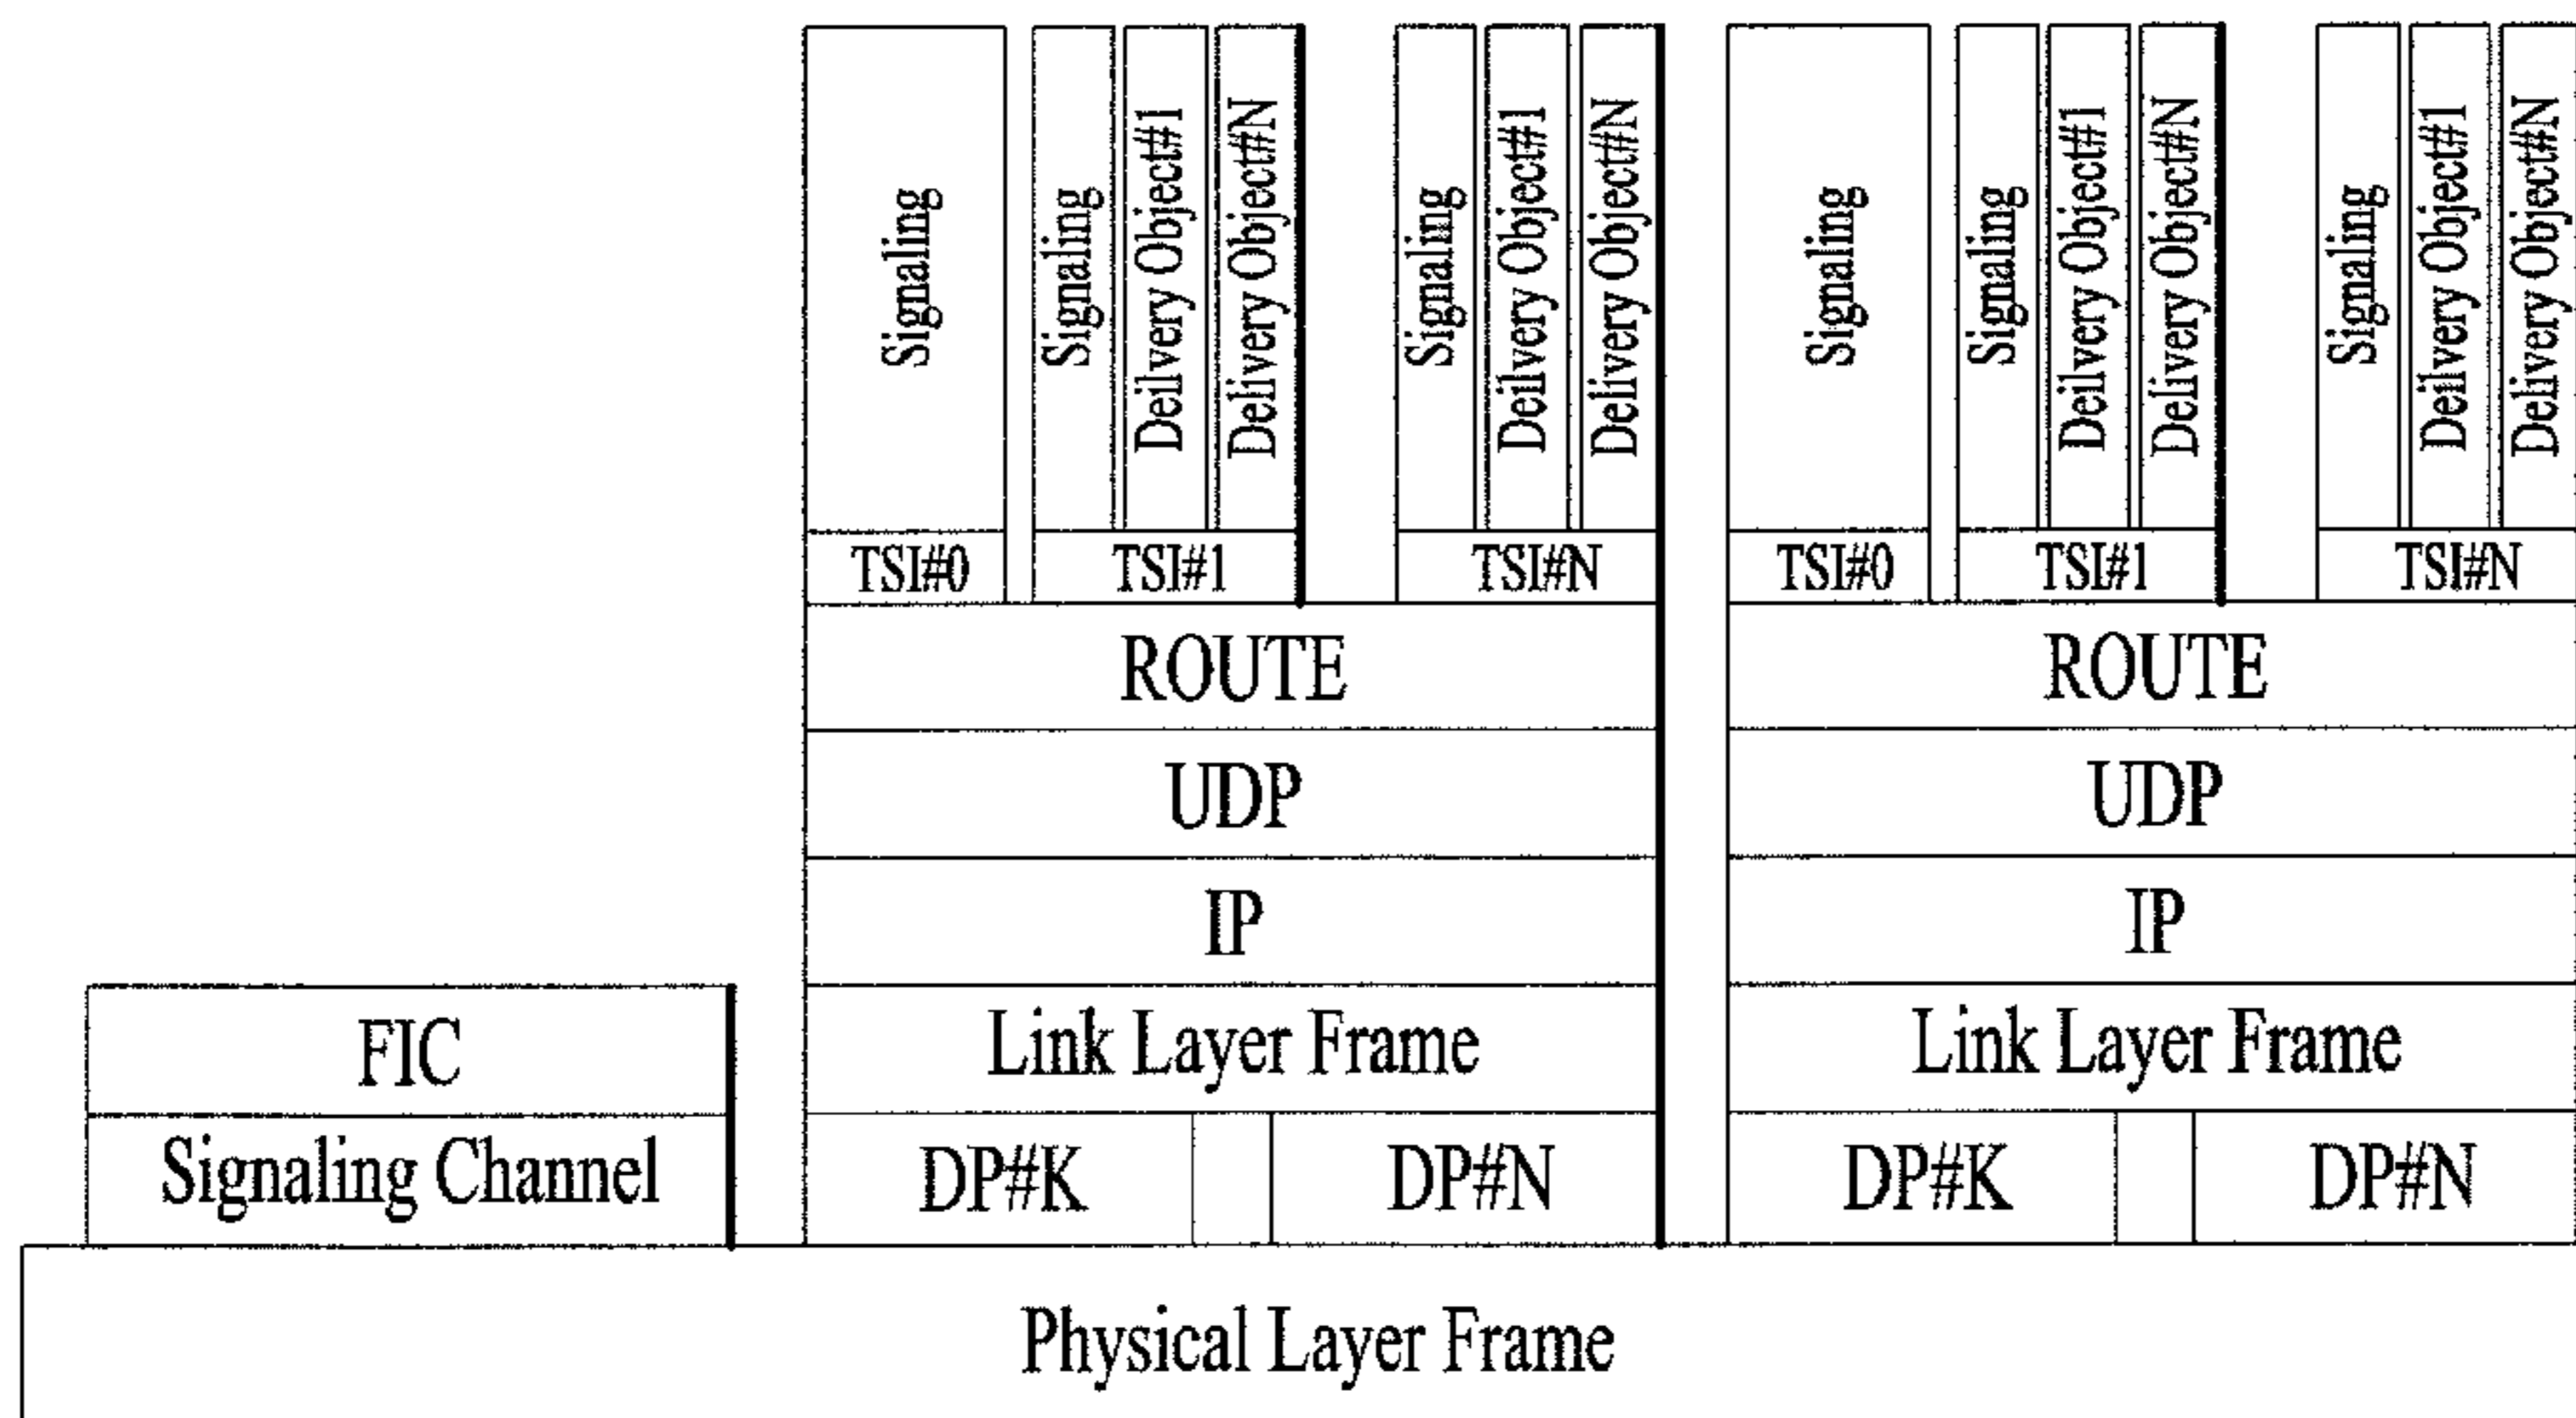 Signaling
Signaling
Deilvery Object#1
Delivery Object#N
Signaling
Deilvery Object#1
Delivery Object#N
Signaling
Signaling
Deilvery Object#1
Delivery Object#N
Signaling
Deilvery Object#1
Delivery Object#N
TSI#0
TSI#1
TSI#N
TSI#0
TSI#1
TSI#N
ROUTE
ROUTE
UDP
UDP
IP
IP
FIC
Link Layer Frame
Link Layer Frame
Signaling Channel
DP#K
DP#N
DP#K
DP#N
Physical Layer Frame